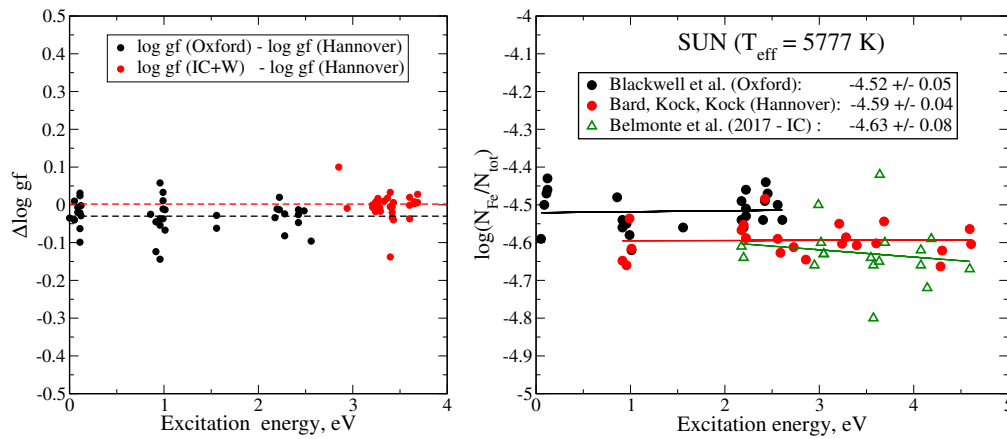 0.5
0.4
0.3
0.2
0.1
0
-0.1
-0.2
-0.3
-0.4
-0.5
Δlog gf
log gf (Oxford) - log gf (Hannover)
log gf (IC+W) - log gf (Hannover)
0 1 2 3 4
Excitation energy, eV
-4
-4.1
-4.2
-4.3
-4.4
-4.5
-4.6
-4.7
-4.8
-4.9
-5
log(N_Fe/N_tot)
SUN (T_eff = 5777 K)
Blackwell et al. (Oxford): -4.52 +/- 0.05
Bard, Kock, Kock (Hannover): -4.59 +/- 0.04
Belmonte et al. (2017 - IC) : -4.63 +/- 0.08
0 1 2 3 4 5
Excitation energy, eV